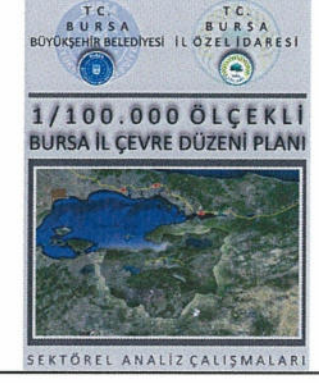 T.C.
BURSA
BÜYÜKŞEHİR BELEDİYESİ
T.C.
BURSA
İL ÖZEL İDARESİ
1/100.000 ÖLÇEKLİ
BURSA İL ÇEVRE DÜZENİ PLANI
SEKTÖREL ANALİZ ÇALIŞMALARI